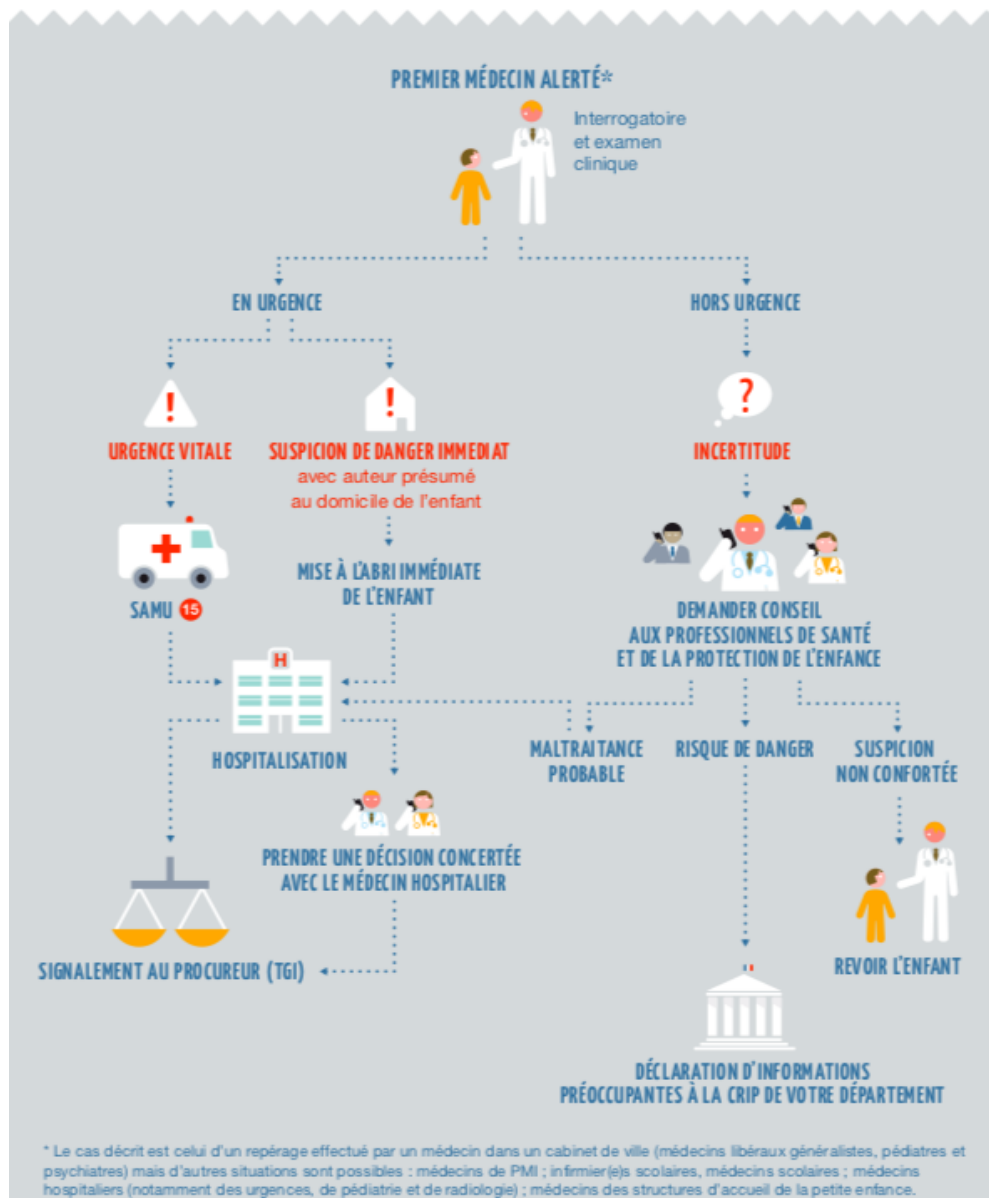 PREMIER MÉDECIN ALERTÉ*
Interrogatoire
et examen
clinique
EN URGENCE
HORS URGENCE
!
!
?
URGENCE VITALE
SUSPICION DE DANGER IMMEDIAT
avec auteur présumé
au domicile de l'enfant
INCERTITUDE
SAMU 15
MISE À L'ABRI IMMÉDIATE
DE L'ENFANT
DEMANDER CONSEIL
AUX PROFESSIONNELS DE SANTÉ
ET DE LA PROTECTION DE L'ENFANCE
H
HOSPITALISATION
MALTRAITANCE
PROBABLE
RISQUE DE DANGER
SUSPICION
NON CONFORTÉE
PRENDRE UNE DÉCISION CONCERTÉE
AVEC LE MÉDECIN HOSPITALIER
SIGNALEMENT AU PROCUREUR (TGI)
REVOIR L'ENFANT
DÉCLARATION D'INFORMATIONS
PRÉOCCUPANTES À LA CRIP DE VOTRE DÉPARTEMENT
* Le cas décrit est celui d'un repérage effectué par un médecin dans un cabinet de ville (médecins libéraux généralistes, pédiatres et
psychiatres) mais d'autres situations sont possibles : médecins de PMI ; infirmier(e)s scolaires, médecins scolaires ; médecins
hospitaliers (notamment des urgences, de pédiatrie et de radiologie) ; médecins des structures d'accueil de la petite enfance.